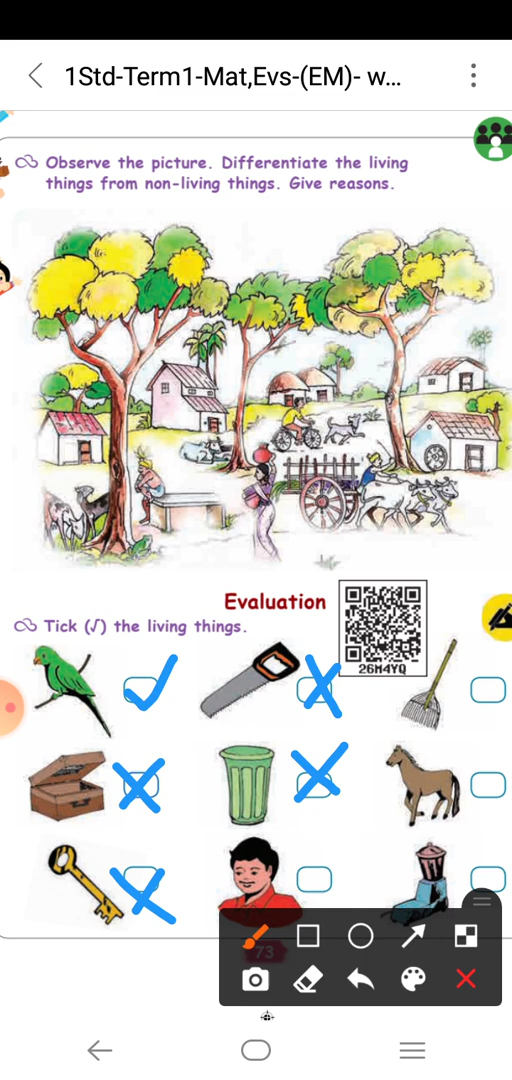 1Std-Term1-Mat,Evs-(EM)- w...
Observe the picture. Differentiate the living
things from non-living things. Give reasons.
Evaluation
26M4YQ
Tick (√) the living things.
73